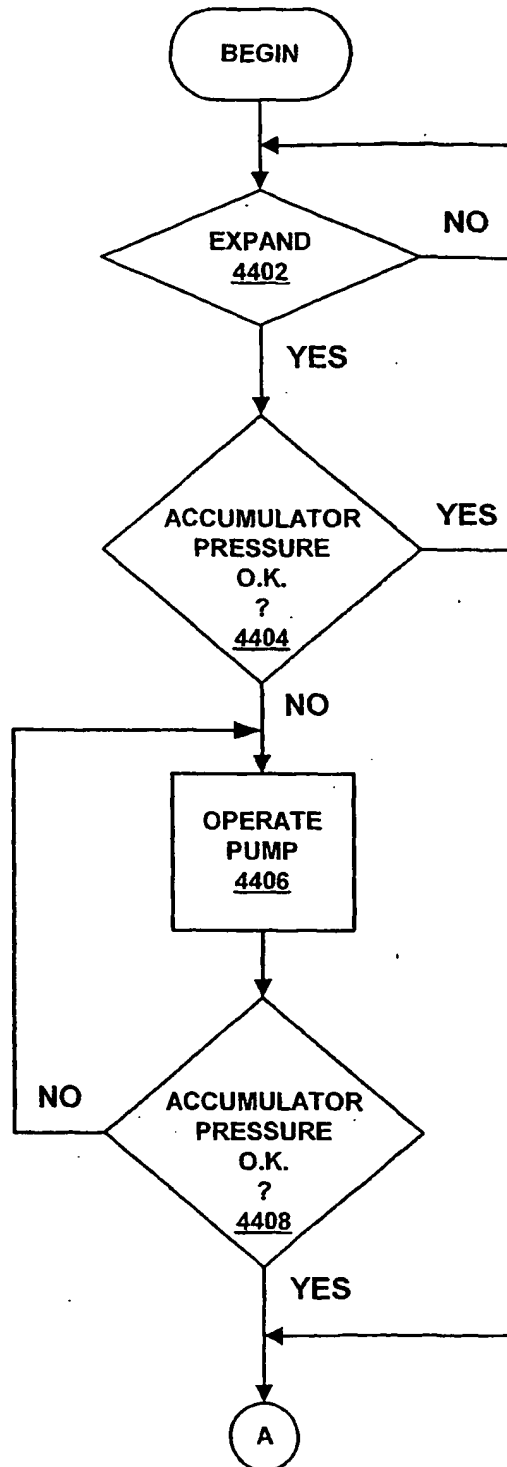 BEGIN
EXPAND
4402
NO
YES
ACCUMULATOR
PRESSURE
O.K.
?
4404
YES
NO
OPERATE
PUMP
4406
ACCUMULATOR
PRESSURE
O.K.
?
4408
NO
YES
A